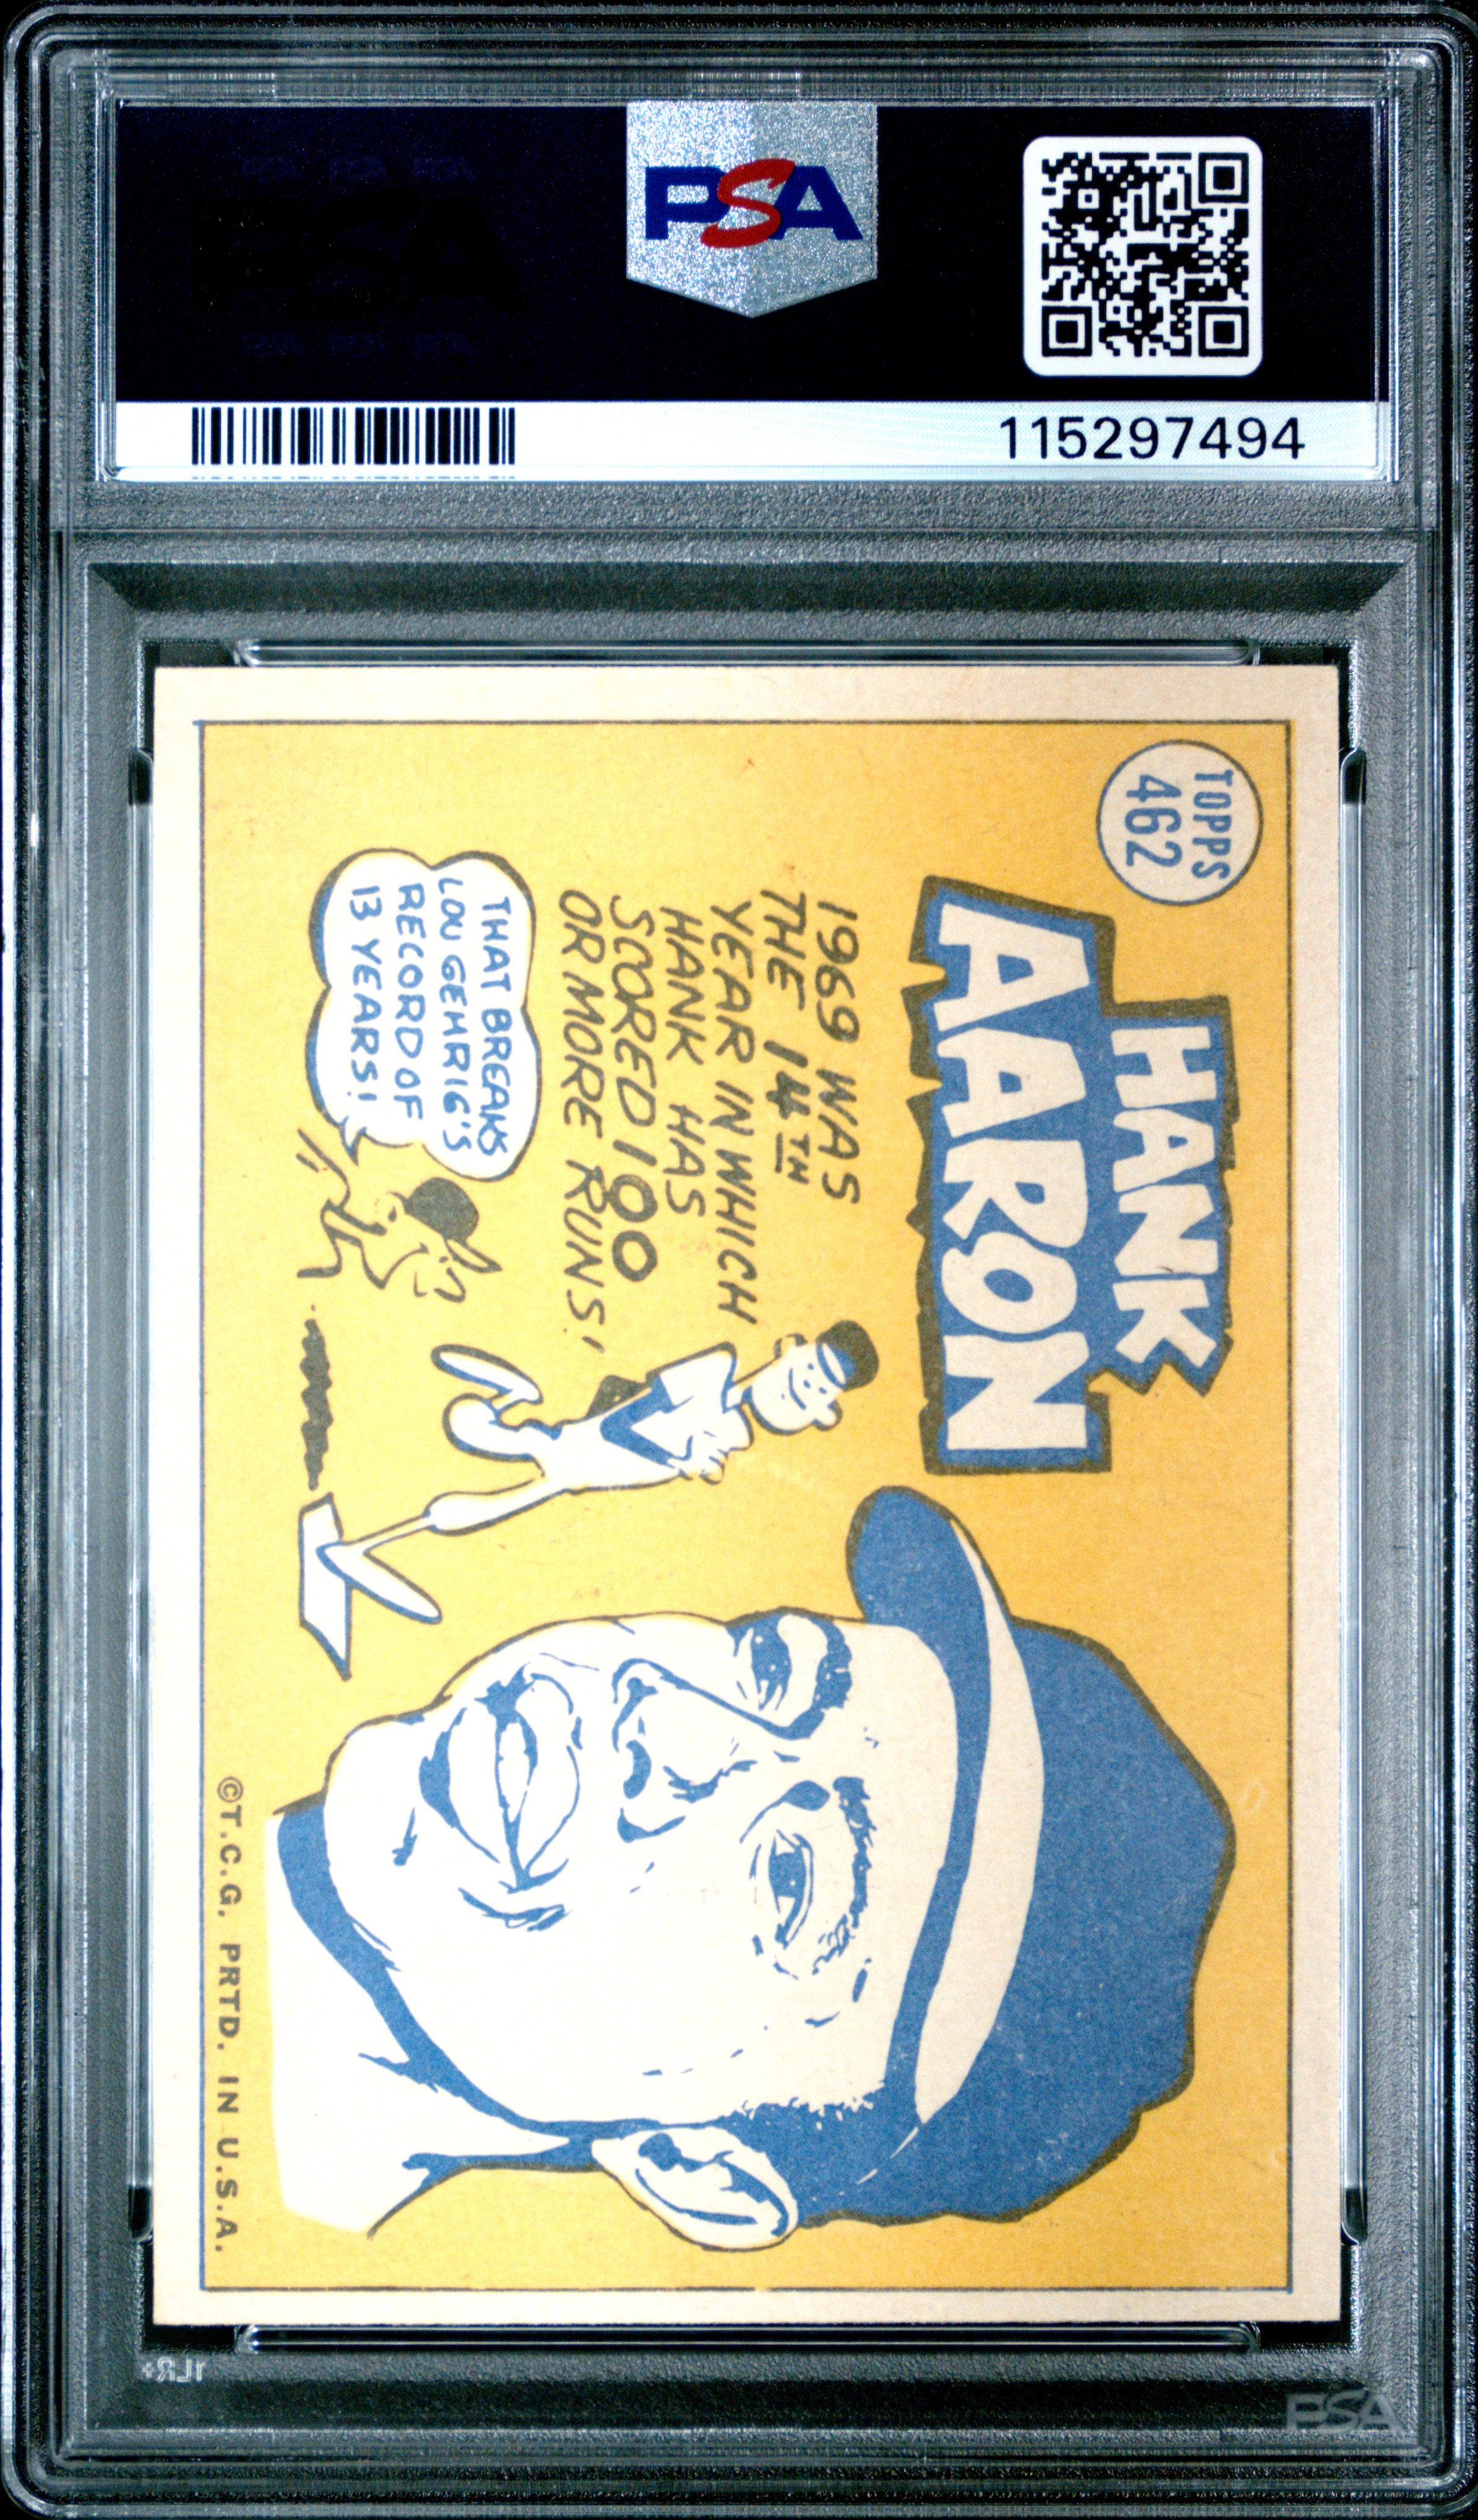 PSA
115297494
TOPPS
462
HANK
AARON
1969 WAS
THE 14TH
YEAR IN WHICH
HANK HAS
SCORED 100
OR MORE RUNS!
THAT BREAKS
LOU GEHRIG'S
RECORD OF
13 YEARS!
©T.C.G. PRTD. IN U.S.A.
PSA